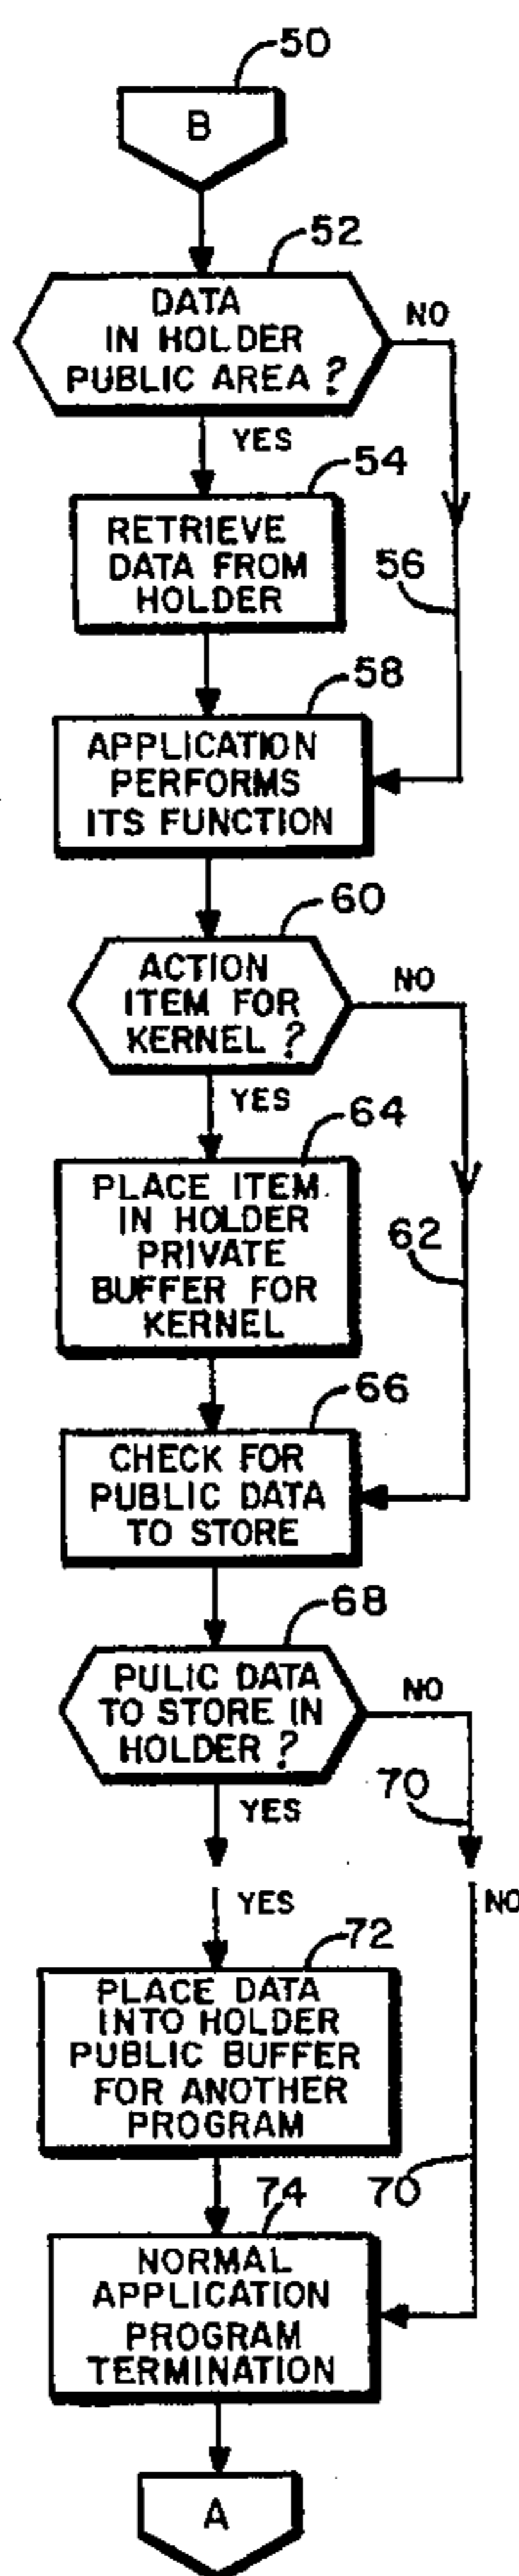 50
B
52
DATA
IN HOLDER
PUBLIC AREA ?
NO
YES
54
RETRIEVE
DATA FROM
HOLDER
56
58
APPLICATION
PERFORMS
ITS FUNCTION
60
ACTION
ITEM FOR
KERNEL ?
NO
YES
64
PLACE ITEM
IN HOLDER
PRIVATE
BUFFER FOR
KERNEL
62
66
CHECK FOR
PUBLIC DATA
TO STORE
68
PULIC DATA
TO STORE IN
HOLDER ?
NO
70
YES
YES
NO
72
PLACE DATA
INTO HOLDER
PUBLIC BUFFER
FOR ANOTHER
PROGRAM
70
74
NORMAL
APPLICATION
PROGRAM
TERMINATION
A